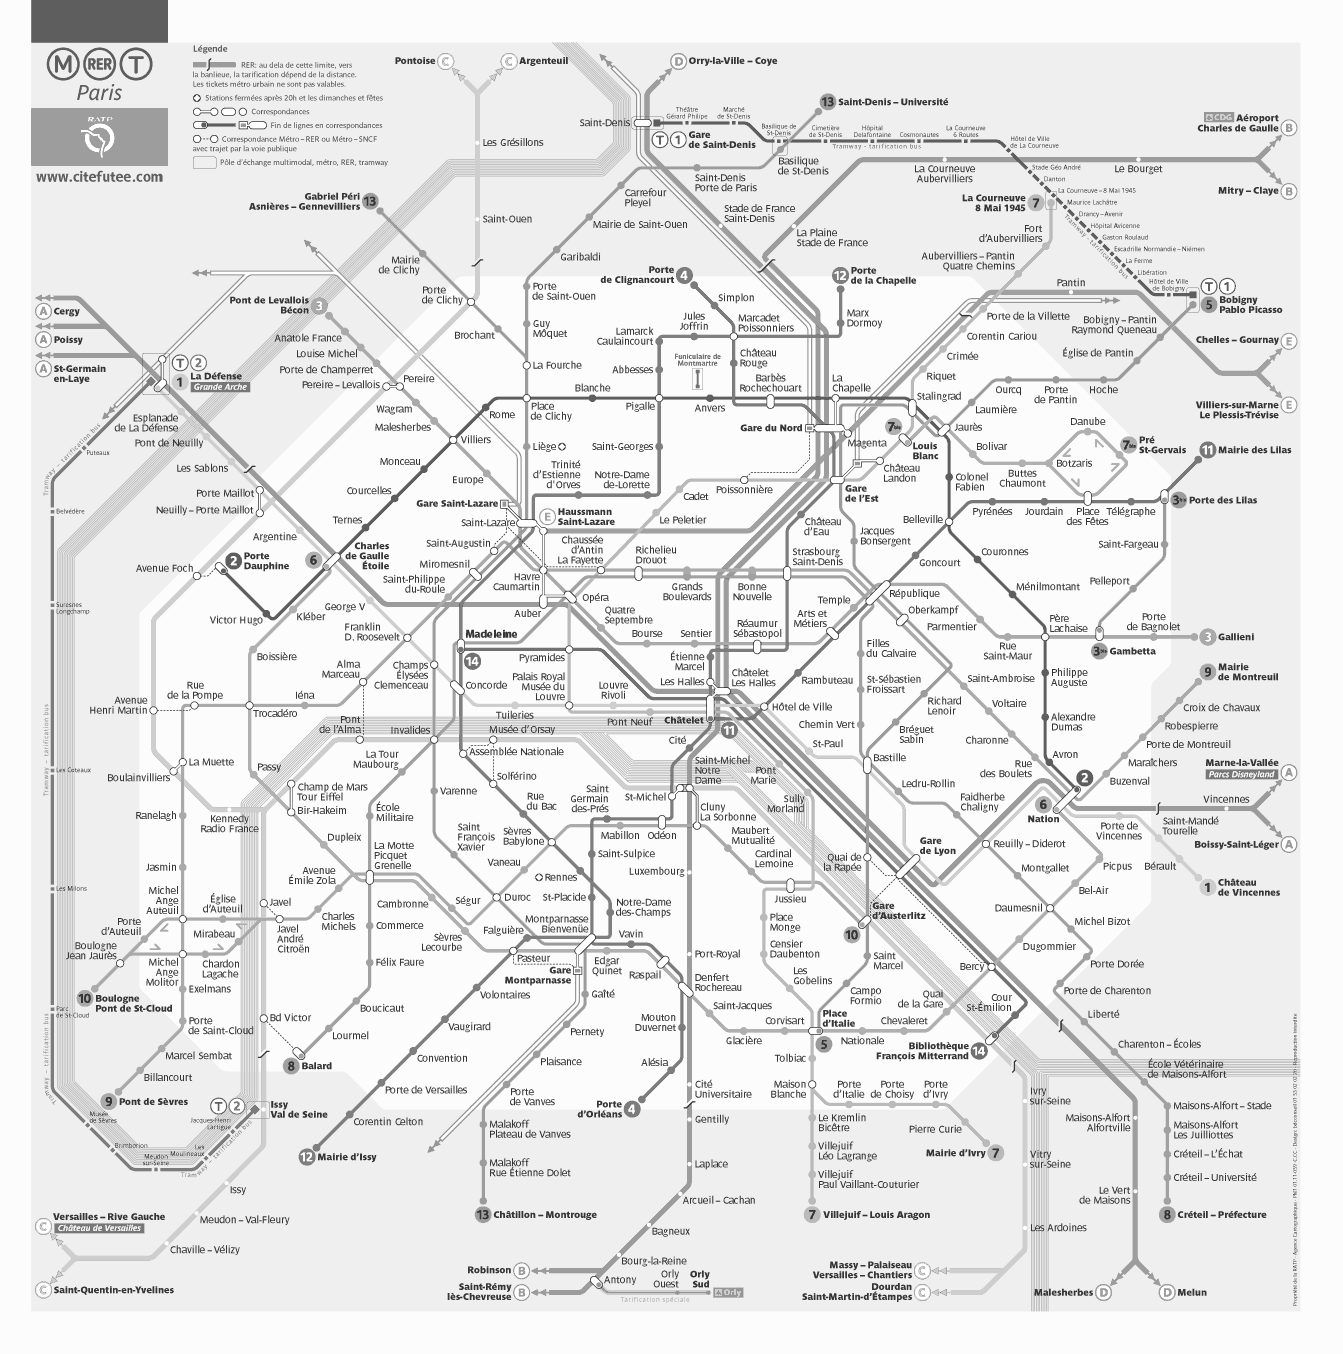 M RER T
Paris
RATP
www.citefutee.com
Légende
RER: au dela de cette limite, vers
la banlieue, la tarification dépend de la distance.
Les tickets métro urbain ne sont pas valables.
Stations fermées après 20h et les dimanches et fêtes
Correspondances
Fin de lignes en correspondances
Correspondance Métro – RER ou Métro – SNCF
avec trajet par la voie publique
Pôle d'échange multimodal, métro, RER, tramway
Pontoise C
C Argenteuil
D Orry-la-Ville – Coye
Les Grésillons
Saint-Ouen
Saint-Denis
T 1 Gare
de Saint-Denis
Théâtre
Gérard Philipe
Marché
de St-Denis
Basilique de
St-Denis
Cimetière
de St-Denis
Hôpital
Delafontaine
Cosmonautes
La Courneuve
6 Routes
Hôtel de Ville
de La Courneuve
Stade Géo André
Danton
La Courneuve – 8 Mai 1945
Maurice Lachâtre
Drancy – Avenir
Hôpital Avicenne
Gaston Roulaud
Escadrille Normandie – Niémen
La Ferme
Libération
Hôtel de Ville
de Bobigny
Tramway - tarification bus
13 Saint-Denis – Université
Basilique
de St-Denis
Saint-Denis
Porte de Paris
Carrefour
Pleyel
Mairie de Saint-Ouen
Garibaldi
Porte
de Saint-Ouen
Guy
Môquet
La Fourche
Stade de France
Saint-Denis
La Plaine
Stade de France
La Courneuve
Aubervilliers
Le Bourget
CDG Aéroport
Charles de Gaulle B
Mitry – Claye B
La Courneuve
8 Mai 1945 7
Fort
d'Aubervilliers
Aubervilliers – Pantin
Quatre Chemins
Porte de la Villette
Corentin Cariou
Crimée
Riquet
Stalingrad
Pantin
T 1
5 Bobigny
Pablo Picasso
Bobigny – Pantin
Raymond Queneau
Église de Pantin
Hoche
Porte
de Pantin
Ourcq
Laumière
Jaurès
Chelles – Gournay E
Villiers-sur-Marne
Le Plessis-Trévise E
Gabriel Péri
Asnières – Gennevilliers 13
Mairie
de Clichy
Porte
de Clichy
Brochant
Pont de Levallois
Bécon 3
Anatole France
Louise Michel
Porte de Champerret
Pereire – Levallois
Pereire
Wagram
Malesherbes
Villiers
A Cergy
A Poissy
A St-Germain
en-Laye
T 2
1 La Défense
Grande Arche
Esplanade
de La Défense
Pont de Neuilly
Les Sablons
Porte Maillot
Neuilly – Porte Maillot
Argentine
Puteaux
Belvédère
Suresnes
Longchamp
Les Coteaux
Les Milons
Parc
de St-Cloud
Musée
de Sèvres
Brimborion
Meudon
sur-Seine
Les
Moulineaux
Jacques-Henri
Lartigue
Porte
de Clignancourt 4
Simplon
Jules
Joffrin
Marcadet
Poissonniers
Lamarck
Caulaincourt
Abbesses
Funiculaire de
Montmartre
Château
Rouge
Barbès
Rochechouart
12 Porte
de la Chapelle
Marx
Dormoy
La
Chapelle
Blanche
Pigalle
Anvers
Place
de Clichy
Rome
Liège
Saint-Georges
Gare du Nord
Magenta
7bis Louis
Blanc
Château
Landon
Gare
de l'Est
Bolivar
Buttes
Chaumont
Botzaris
Danube
7bis Pré
St-Gervais
Place
des Fêtes
11 Mairie des Lilas
3bis Porte des Lilas
Télégraphe
Jourdain
Pyrénées
Belleville
Colonel
Fabien
Saint-Fargeau
Pelleport
3bis Gambetta
Porte
de Bagnolet
3 Gallieni
Couronnes
Ménilmontant
Père
Lachaise
Philippe
Auguste
Alexandre
Dumas
Avron
2
6
Nation
Monceau
Courcelles
Ternes
Charles
de Gaulle
Étoile
6
2 Porte
Dauphine
Avenue Foch
Victor Hugo
Kléber
Boissière
Trocadéro
Europe
Gare Saint-Lazare
Saint-Lazare
E Haussmann
Saint-Lazare
Trinité
d'Estienne
d'Orves
Notre-Dame
de-Lorette
Saint-Augustin
Miromesnil
Saint-Philippe
du-Roule
Chaussée
d'Antin
La Fayette
Havre
Caumartin
Auber
Opéra
Le Peletier
Cadet
Poissonnière
Richelieu
Drouot
Grands
Boulevards
Bonne
Nouvelle
Strasbourg
Saint-Denis
Château
d'Eau
Jacques
Bonsergent
Goncourt
République
Temple
Arts et
Métiers
Oberkampf
Parmentier
Rue
Saint-Maur
Quatre
Septembre
Bourse
Sentier
Réaumur
Sébastopol
Étienne
Marcel
Les Halles
Châtelet
Les Halles
Châtelet
11
Rambuteau
Hôtel de Ville
Filles
du Calvaire
St-Sébastien
Froissart
Chemin Vert
St-Paul
Bastille
Richard
Lenoir
Bréguet
Sabin
Saint-Ambroise
Voltaire
Charonne
Rue
des Boulets
Ledru-Rollin
Faidherbe
Chaligny
9 Mairie
de Montreuil
Croix de Chavaux
Robespierre
Porte de Montreuil
Maraîchers
Buzenval
Marne-la-Vallée
Parcs Disneyland A
Vincennes
Boissy-Saint-Léger A
Porte de
Vincennes
Saint-Mandé
Tourelle
Bérault
1 Château
de Vincennes
Picpus
Bel-Air
George V
Franklin
D. Roosevelt
Alma
Marceau
Iéna
Rue
de la Pompe
Avenue
Henri Martin
La Muette
Boulainvilliers
Ranelagh
Jasmin
Kennedy
Radio France
Passy
Champ de Mars
Tour Eiffel
Bir-Hakeim
Dupleix
Madeleine
14
Pyramides
Champs
Élysées
Clemenceau
Concorde
Palais Royal
Musée du
Louvre
Louvre
Rivoli
Tuileries
Pont Neuf
Pont
de l'Alma
Invalides
Musée d'Orsay
Assemblée Nationale
Solférino
La Tour
Maubourg
École
Militaire
La Motte
Picquet
Grenelle
Varenne
Saint
François
Xavier
Rue
du Bac
Sèvres
Babylone
Vaneau
Duroc
Ségur
Cambronne
Sèvres
Lecourbe
Cité
Saint-Michel
Notre
Dame
St-Michel
Saint
Germain
des-Prés
Mabillon
Odéon
Cluny
La Sorbonne
Maubert
Mutualité
Cardinal
Lemoine
Jussieu
Pont
Marie
Sully
Morland
Quai de
la Rapée
Gare
de Lyon
Gare
d'Austerlitz
10
Reuilly – Diderot
Montgallet
Daumesnil
Michel Bizot
Dugommier
Porte Dorée
Porte de Charenton
Liberté
Charenton – Écoles
École Vétérinaire
de Maisons-Alfort
Maisons-Alfort – Stade
Maisons-Alfort
Les Juilliottes
Créteil – L'Échat
Créteil – Université
8 Créteil – Préfecture
Saint-Sulpice
Rennes
St-Placide
Luxembourg
Notre-Dame
des-Champs
Falguière
Montparnasse
Bienvenüe
Vavin
Pasteur
Gare
Montparnasse
Edgar
Quinet
Raspail
Port-Royal
Denfert
Rochereau
Gaîté
Pernety
Plaisance
Porte
de Vanves
Malakoff
Plateau de Vanves
Malakoff
Rue Étienne Dolet
13 Châtillon – Montrouge
Volontaires
Vaugirard
Convention
Porte de Versailles
Corentin Celton
12 Mairie d'Issy
Avenue
Émile Zola
Charles
Michels
Commerce
Félix Faure
Boucicaut
Lourmel
8 Balard
Bd Victor
Javel
Javel
André
Citroën
Église
d'Auteuil
Mirabeau
Michel
Ange
Auteuil
Porte
d'Auteuil
Boulogne
Jean Jaurès
Michel
Ange
Molitor
Chardon
Lagache
10 Boulogne
Pont de St-Cloud
Exelmans
Porte
de Saint-Cloud
Marcel Sembat
Billancourt
9 Pont de Sèvres
T 2 Issy
Val de Seine
Issy
Meudon – Val-Fleury
Chaville – Vélizy
C Versailles – Rive Gauche
Château de Versailles
C Saint-Quentin-en-Yvelines
Mouton
Duvernet
Alésia
Porte
d'Orléans 4
Saint-Jacques
Glacière
Corvisart
Place
d'Italie
5
Place
Monge
Censier
Daubenton
Les
Gobelins
Saint
Marcel
Campo
Formio
Nationale
Chevaleret
Quai
de la Gare
Bercy
Cour
St-Émilion
Bibliothèque
François Mitterrand 14
Tolbiac
Maison
Blanche
Porte
d'Italie
Porte
de Choisy
Porte
d'Ivry
Pierre Curie
Mairie d'Ivry 7
Le Kremlin
Bicêtre
Villejuif
Léo Lagrange
Villejuif
Paul Vaillant-Couturier
7 Villejuif – Louis Aragon
Cité
Universitaire
Gentilly
Laplace
Arcueil – Cachan
Bagneux
Bourg-la-Reine
Robinson B
Saint-Rémy
lès-Chevreuse B
Antony
Orly
Ouest
Orly
Sud
Orly
Tarification spéciale
Ivry
sur-Seine
Vitry
sur-Seine
Les Ardoines
Massy – Palaiseau
Versailles – Chantiers C
Dourdan
Saint-Martin-d'Étampes C
Maisons-Alfort
Alfortville
Le Vert
de Maisons
Malesherbes D
D Melun